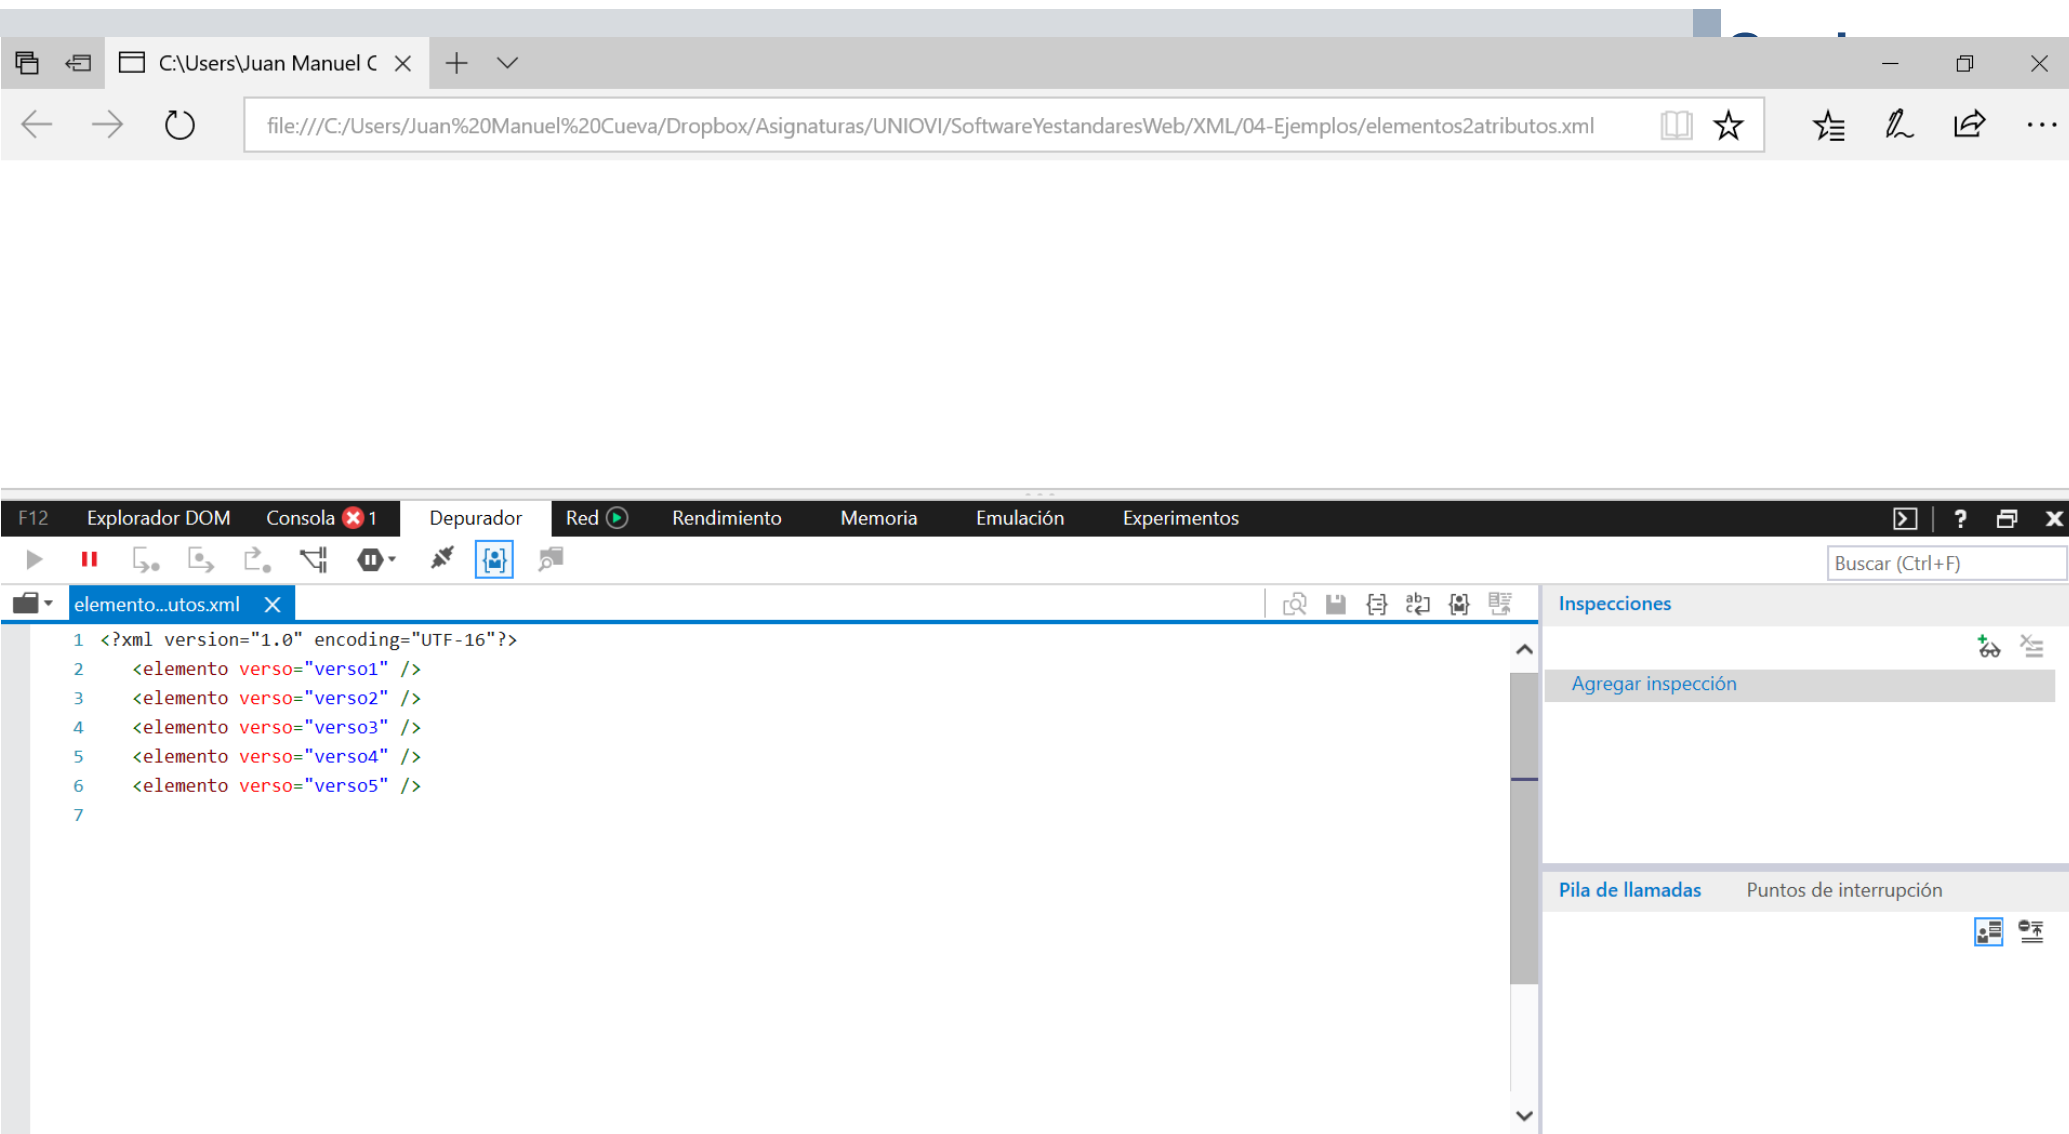 C:\Users\Juan Manuel C
file:///C:/Users/Juan%20Manuel%20Cueva/Dropbox/Asignaturas/UNIOVI/SoftwareYestandaresWeb/XML/04-Ejemplos/elementos2atributos.xml
F12 Explorador DOM Consola 1 Depurador Red Rendimiento Memoria Emulación Experimentos ?
Buscar (Ctrl+F)
elemento...utos.xml
Inspecciones
1 <?xml version="1.0" encoding="UTF-16"?>
2 <elemento verso="verso1" />
3 <elemento verso="verso2" />
4 <elemento verso="verso3" />
5 <elemento verso="verso4" />
6 <elemento verso="verso5" />
7
Agregar inspección
Pila de llamadas Puntos de interrupción